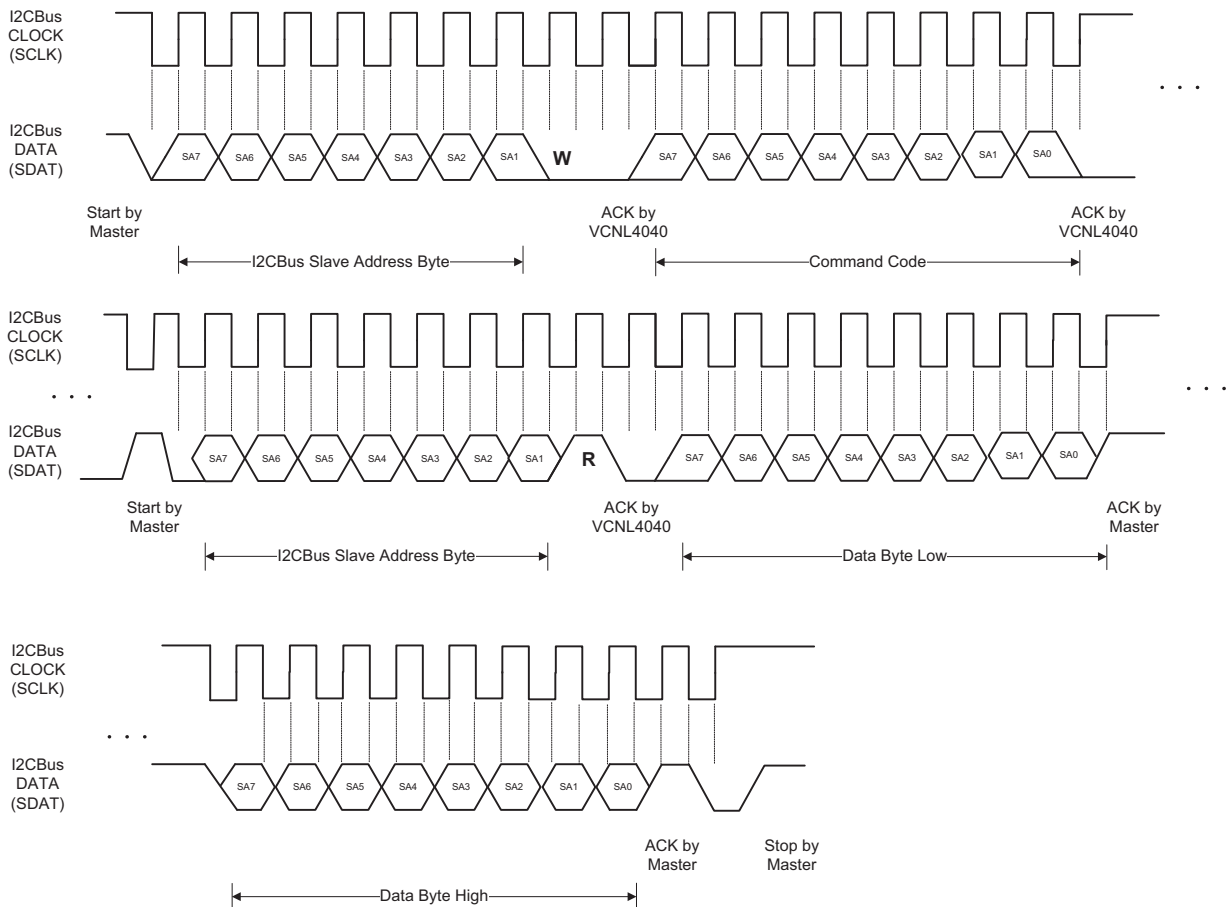 I2CBus
CLOCK
(SCLK)
. . .
I2CBus
DATA
(SDAT)
SA7 SA6 SA5 SA4 SA3 SA2 SA1 W SA7 SA6 SA5 SA4 SA3 SA2 SA1 SA0
Start by
Master
ACK by
VCNL4040
ACK by
VCNL4040
I2CBus Slave Address Byte
Command Code
I2CBus
CLOCK
(SCLK)
. . .
. . .
I2CBus
DATA
(SDAT)
SA7 SA6 SA5 SA4 SA3 SA2 SA1 R SA7 SA6 SA5 SA4 SA3 SA2 SA1 SA0
Start by
Master
ACK by
VCNL4040
ACK by
Master
I2CBus Slave Address Byte
Data Byte Low
I2CBus
CLOCK
(SCLK)
. . .
I2CBus
DATA
(SDAT)
SA7 SA6 SA5 SA4 SA3 SA2 SA1 SA0
ACK by
Master
Stop by
Master
Data Byte High